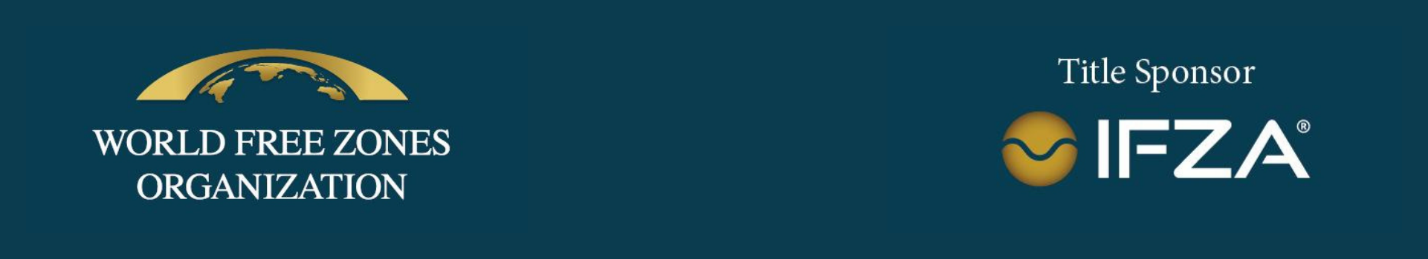 WORLD FREE ZONES
ORGANIZATION
Title Sponsor
IFZA®